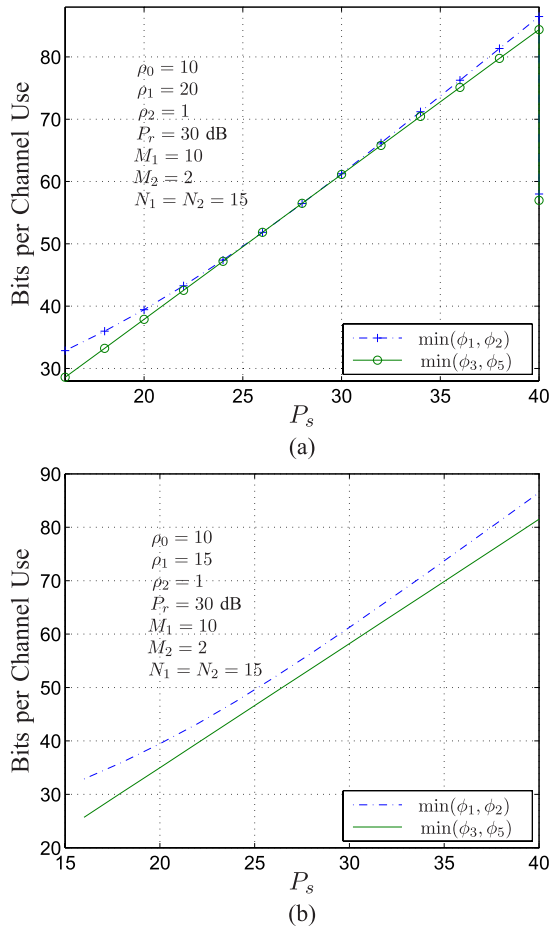 80
70
60
50
40
30
Bits per Channel Use
ρ₀ = 10
ρ₁ = 20
ρ₂ = 1
Pᵣ = 30 dB
M₁ = 10
M₂ = 2
N₁ = N₂ = 15
min(ϕ₁, ϕ₂)
min(ϕ₃, ϕ₅)
20 25 30 35 40
Pₛ
(a)
90
80
70
60
50
40
30
20
Bits per Channel Use
ρ₀ = 10
ρ₁ = 15
ρ₂ = 1
Pᵣ = 30 dB
M₁ = 10
M₂ = 2
N₁ = N₂ = 15
min(ϕ₁, ϕ₂)
min(ϕ₃, ϕ₅)
15 20 25 30 35 40
Pₛ
(b)